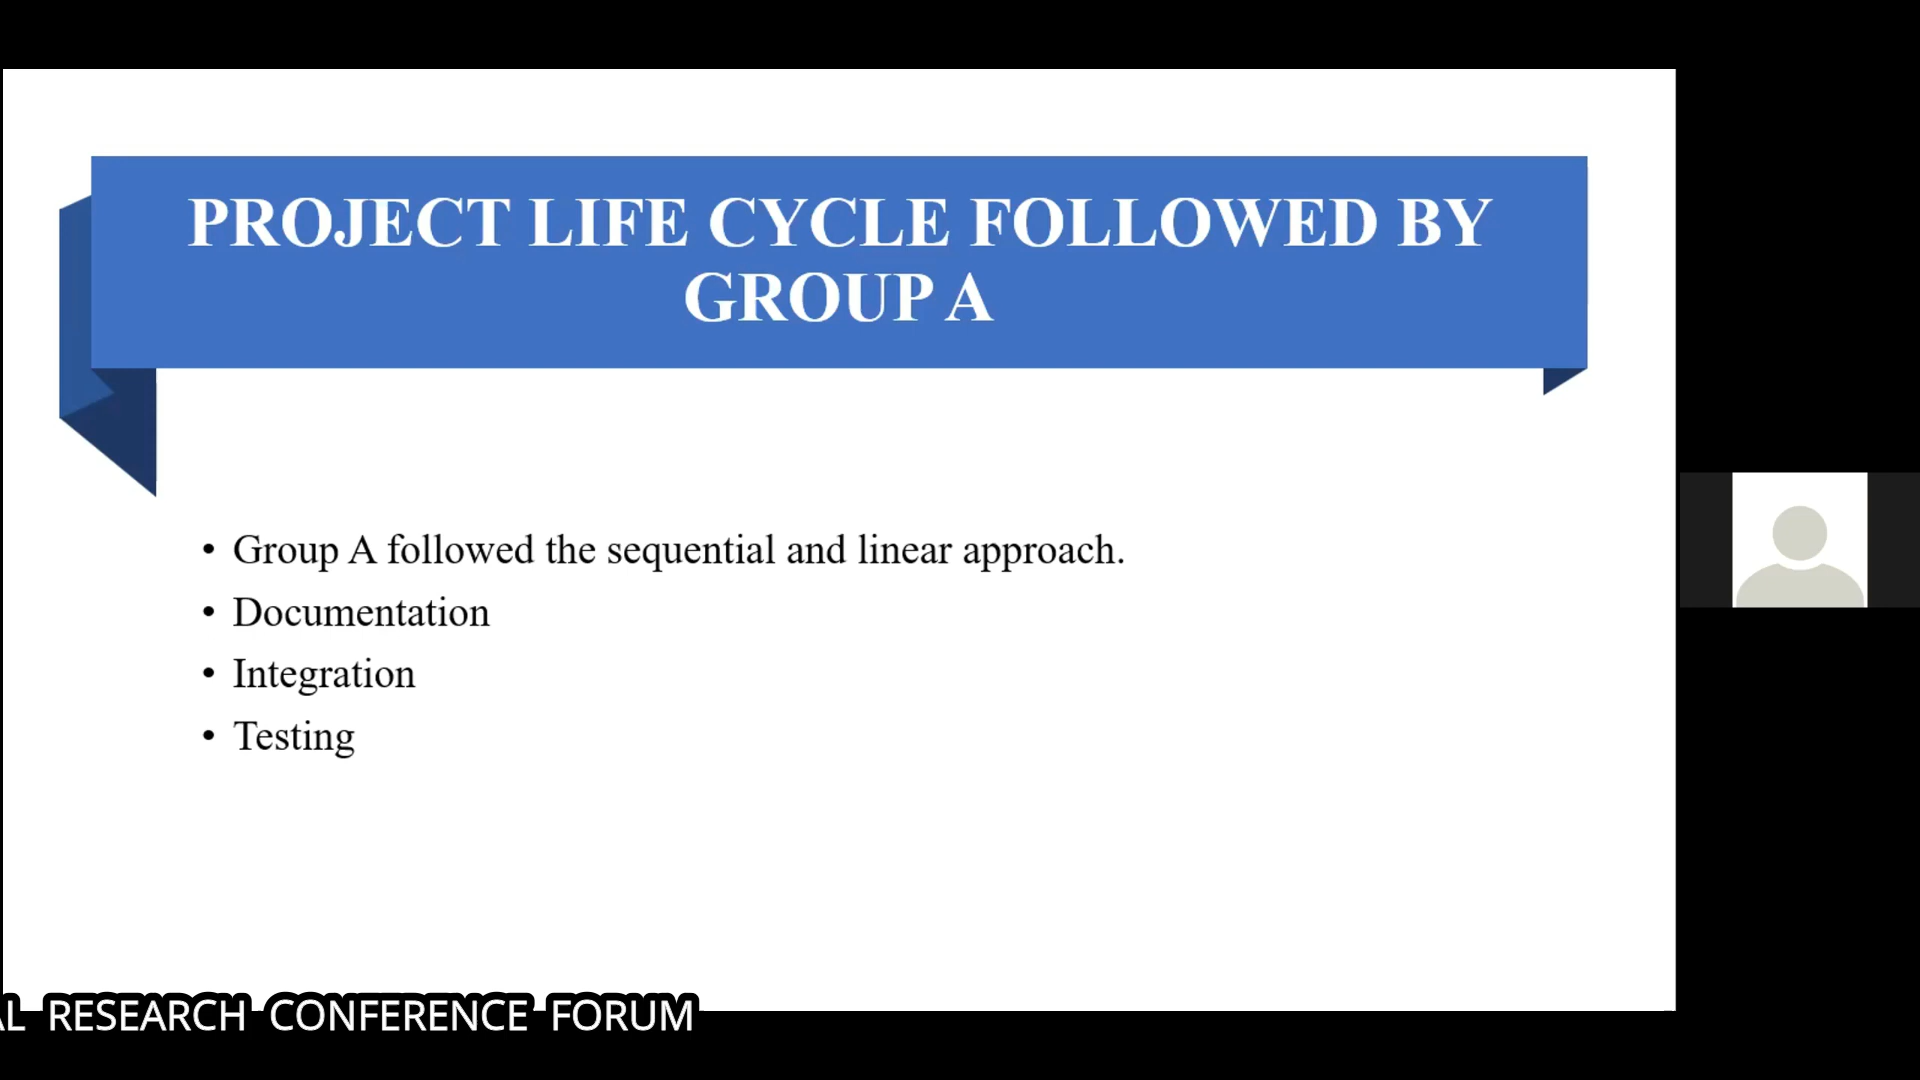 PROJECT LIFE CYCLE FOLLOWED BY
GROUP A
• Group A followed the sequential and linear approach.
• Documentation
• Integration
• Testing
RESEARCH CONFERENCE FORUM